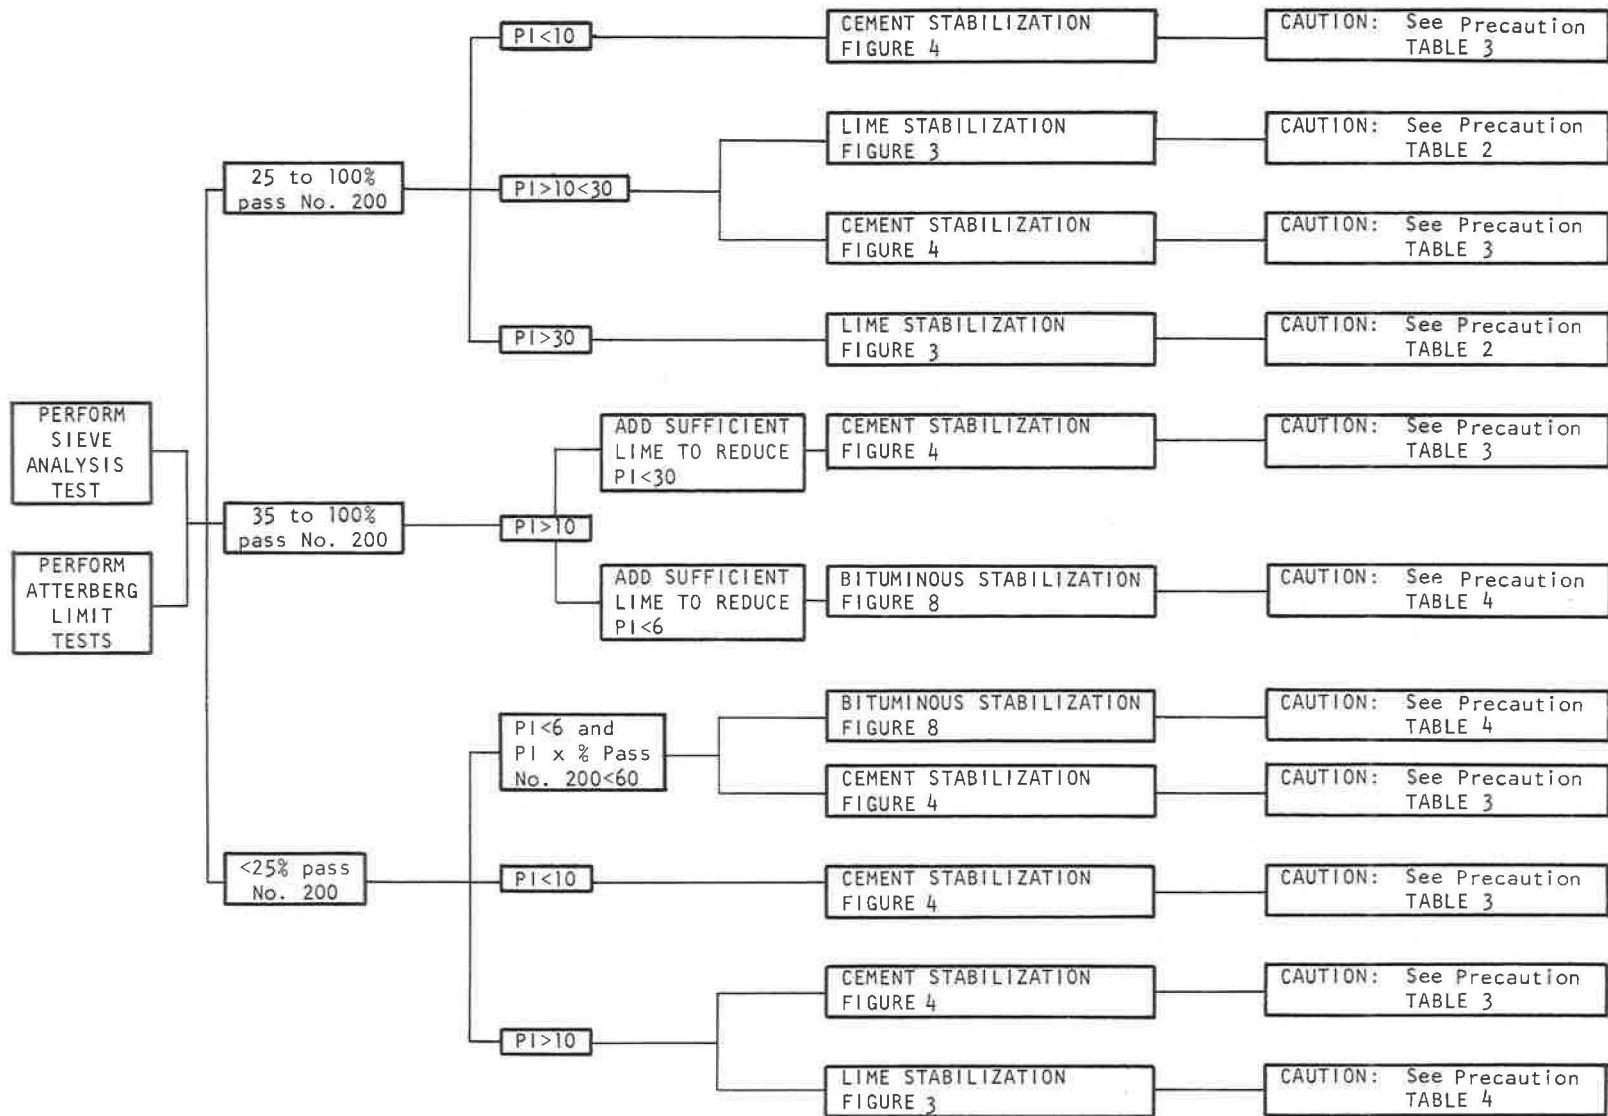 PERFORM
SIEVE
ANALYSIS
TEST
PERFORM
ATTERBERG
LIMIT
TESTS
25 to 100%
pass No. 200
PI<10
CEMENT STABILIZATION
FIGURE 4
CAUTION: See Precaution
TABLE 3
PI>10<30
LIME STABILIZATION
FIGURE 3
CAUTION: See Precaution
TABLE 2
CEMENT STABILIZATION
FIGURE 4
CAUTION: See Precaution
TABLE 3
PI>30
LIME STABILIZATION
FIGURE 3
CAUTION: See Precaution
TABLE 2
35 to 100%
pass No. 200
PI>10
ADD SUFFICIENT
LIME TO REDUCE
PI<30
CEMENT STABILIZATION
FIGURE 4
CAUTION: See Precaution
TABLE 3
ADD SUFFICIENT
LIME TO REDUCE
PI<6
BITUMINOUS STABILIZATION
FIGURE 8
CAUTION: See Precaution
TABLE 4
<25% pass
No. 200
PI<6 and
PI x % Pass
No. 200<60
BITUMINOUS STABILIZATION
FIGURE 8
CAUTION: See Precaution
TABLE 4
CEMENT STABILIZATION
FIGURE 4
CAUTION: See Precaution
TABLE 3
PI<10
CEMENT STABILIZATION
FIGURE 4
CAUTION: See Precaution
TABLE 3
PI>10
CEMENT STABILIZATION
FIGURE 4
CAUTION: See Precaution
TABLE 3
LIME STABILIZATION
FIGURE 3
CAUTION: See Precaution
TABLE 4